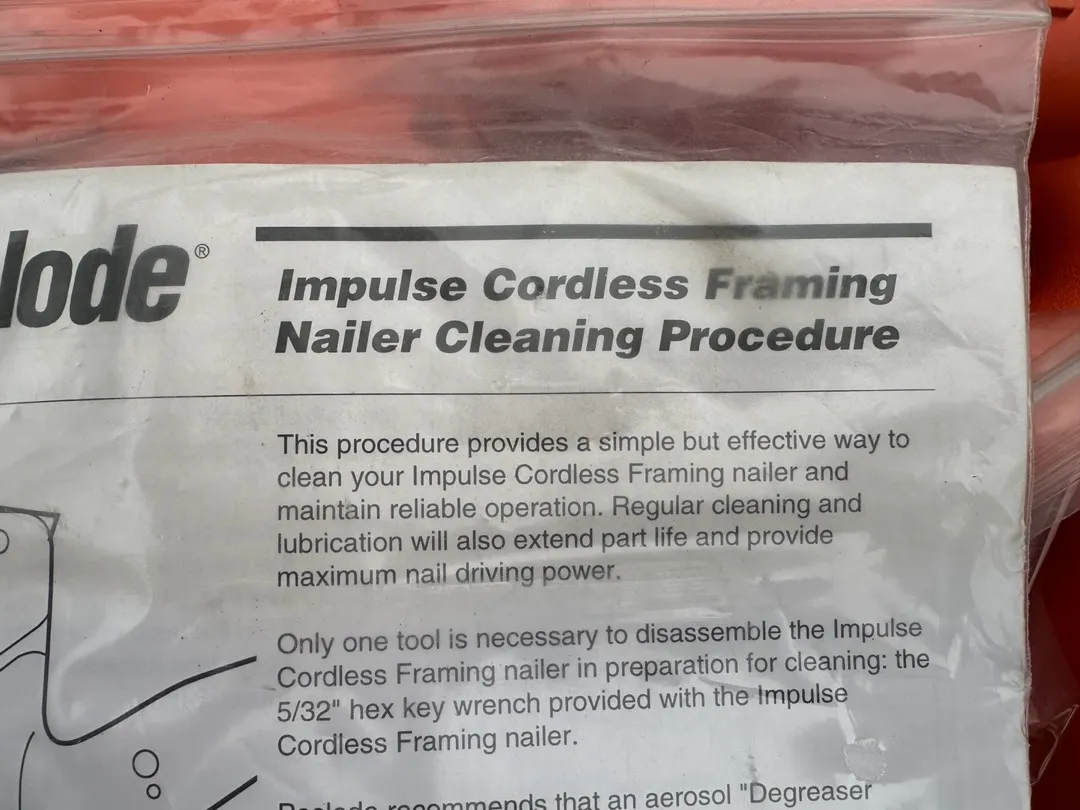 lode®
Impulse Cordless Framing
Nailer Cleaning Procedure
This procedure provides a simple but effective way to
clean your Impulse Cordless Framing nailer and
maintain reliable operation. Regular cleaning and
lubrication will also extend part life and provide
maximum nail driving power.
Only one tool is necessary to disassemble the Impulse
Cordless Framing nailer in preparation for cleaning: the
5/32" hex key wrench provided with the Impulse
Cordless Framing nailer.
Paslode recommends that an aerosol "Degreaser